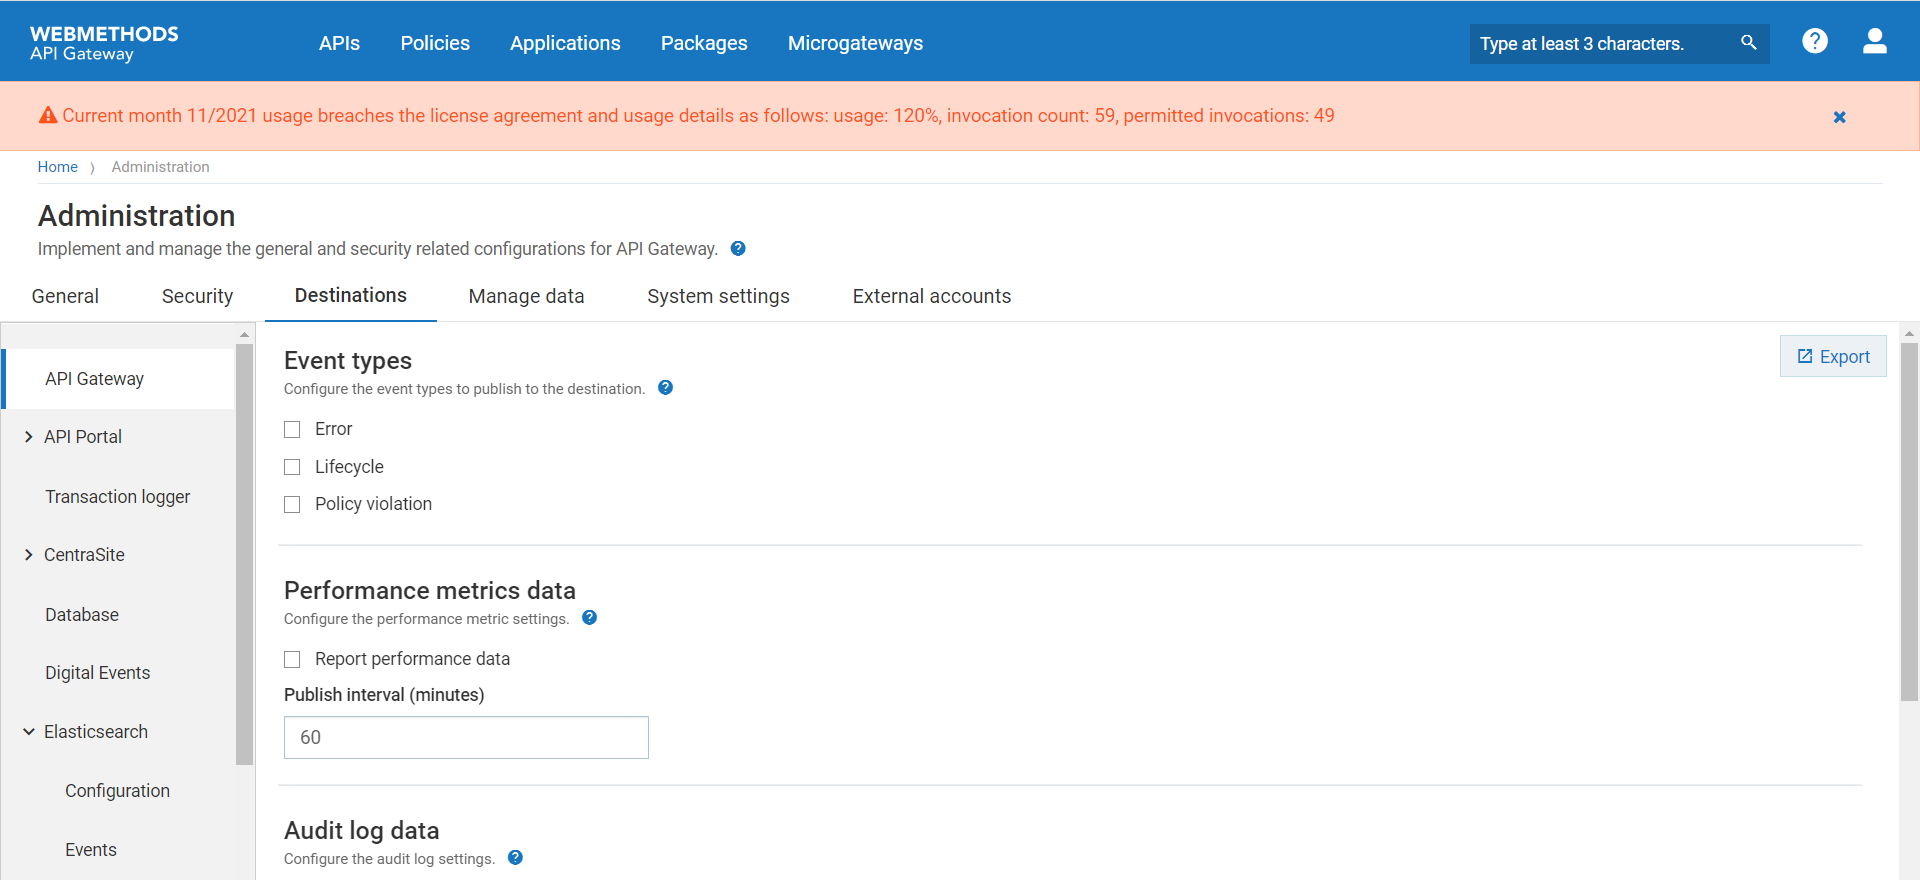 WEBMETHODS
API Gateway
APIs Policies Applications Packages Microgateways
Type at least 3 characters.
Current month 11/2021 usage breaches the license agreement and usage details as follows: usage: 120%, invocation count: 59, permitted invocations: 49
Home Administration
Administration
Implement and manage the general and security related configurations for API Gateway.
General Security Destinations Manage data System settings External accounts
API Gateway
API Portal
Transaction logger
CentraSite
Database
Digital Events
Elasticsearch
Configuration
Events
Export
Event types
Configure the event types to publish to the destination.
Error
Lifecycle
Policy violation
Performance metrics data
Configure the performance metric settings.
Report performance data
Publish interval (minutes)
60
Audit log data
Configure the audit log settings.